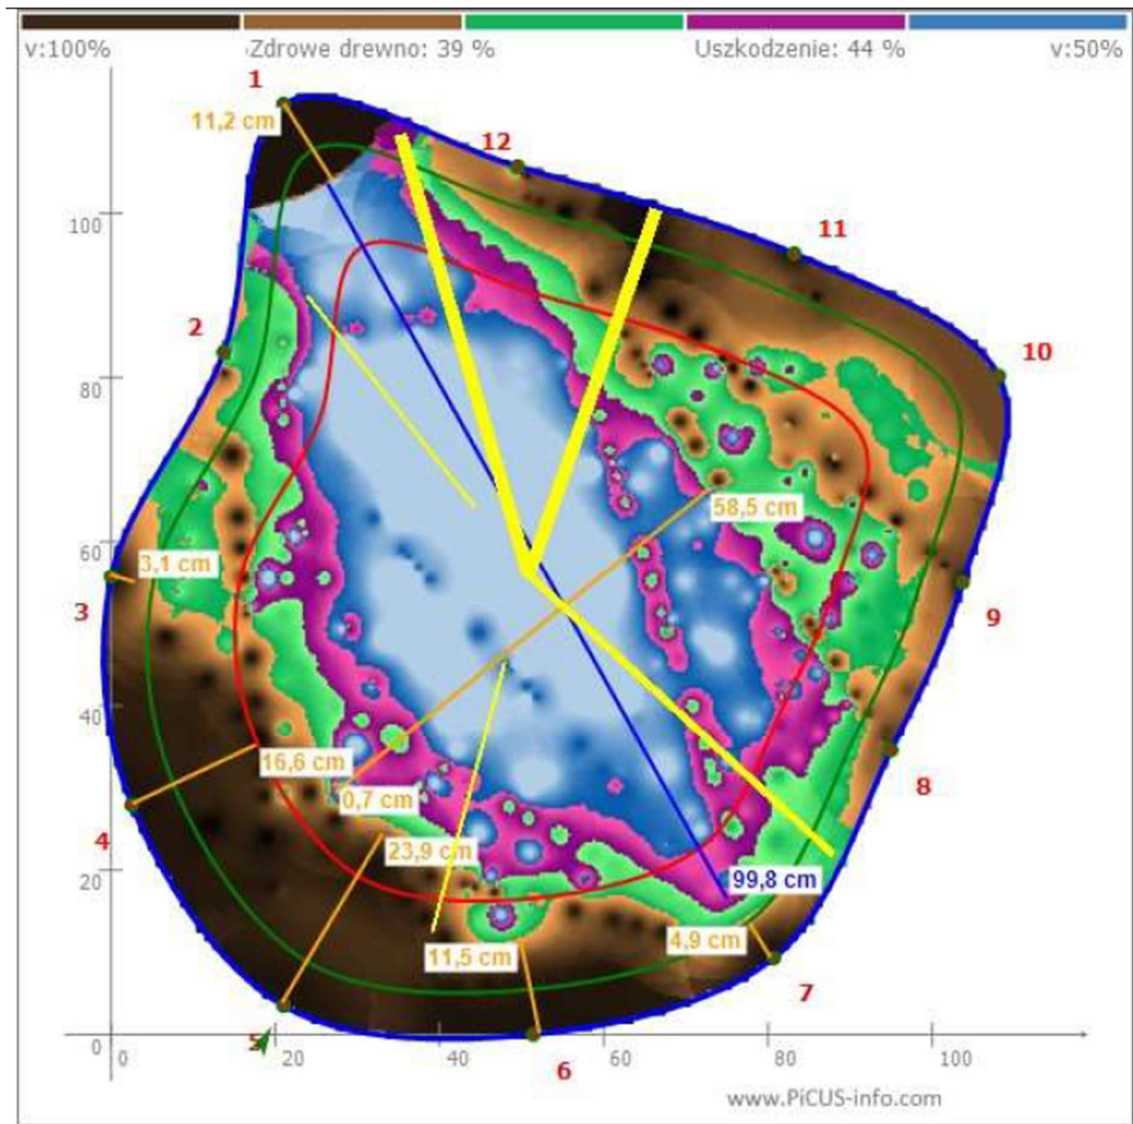 v:100%
Zdrowe drewno: 39 %
Uszkodzenie: 44 %
v:50%
1
11,2 cm
12
100
11
2
10
80
58,5 cm
60
3,1 cm
3
9
40
16,6 cm
0,7 cm
8
4
23,9 cm
20
99,8 cm
4,9 cm
11,5 cm
7
5
0
0
20
40
60
80
100
6
www.PiCUS-info.com